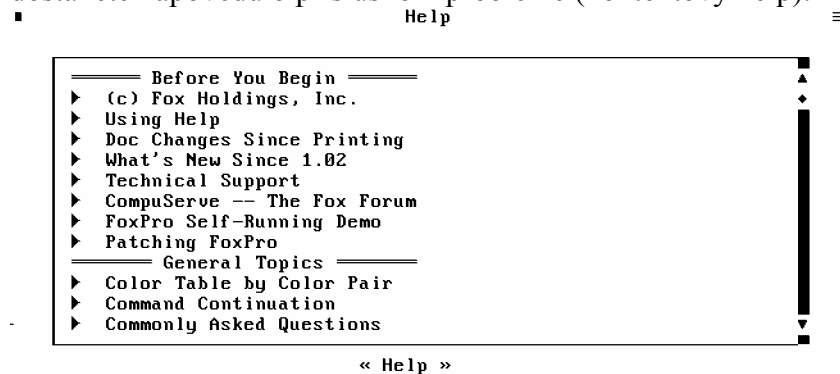 Help
═════ Before You Begin ═════
(c) Fox Holdings, Inc.
Using Help
Doc Changes Since Printing
What's New Since 1.02
Technical Support
CompuServe -- The Fox Forum
FoxPro Self-Running Demo
Patching FoxPro
═════ General Topics ═════
Color Table by Color Pair
Command Continuation
Commonly Asked Questions
« Help »